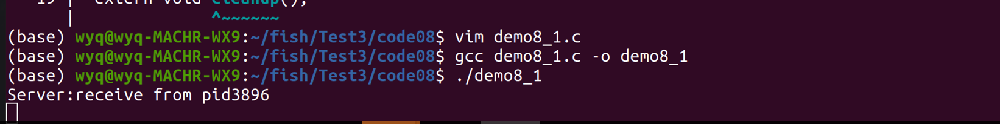 19 | extern void cleanup();
| ^~~~~~~
(base) wyq@wyq-MACHR-WX9:~/fish/Test3/code08$ vim demo8_1.c
(base) wyq@wyq-MACHR-WX9:~/fish/Test3/code08$ gcc demo8_1.c -o demo8_1
(base) wyq@wyq-MACHR-WX9:~/fish/Test3/code08$ ./demo8_1
Server:receive from pid3896